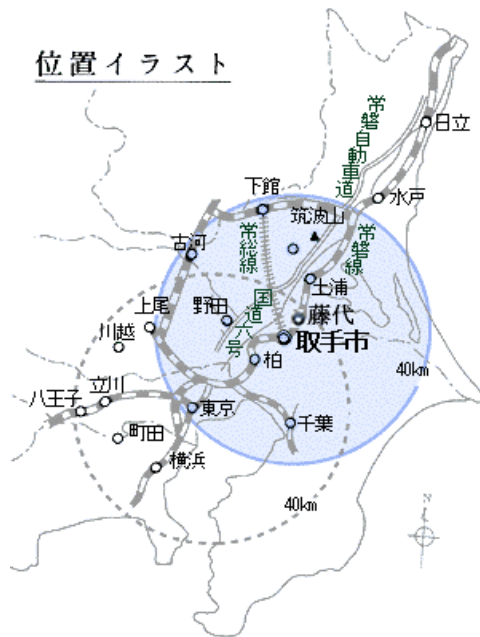 位置イラスト
常磐自動車道
日立
水戸
下館
筑波山
常総線
常磐線
古河
土浦
国道六号
野田
藤代
上尾
取手市
川越
柏
40km
立川
八王子
東京
千葉
町田
横浜
40km
N